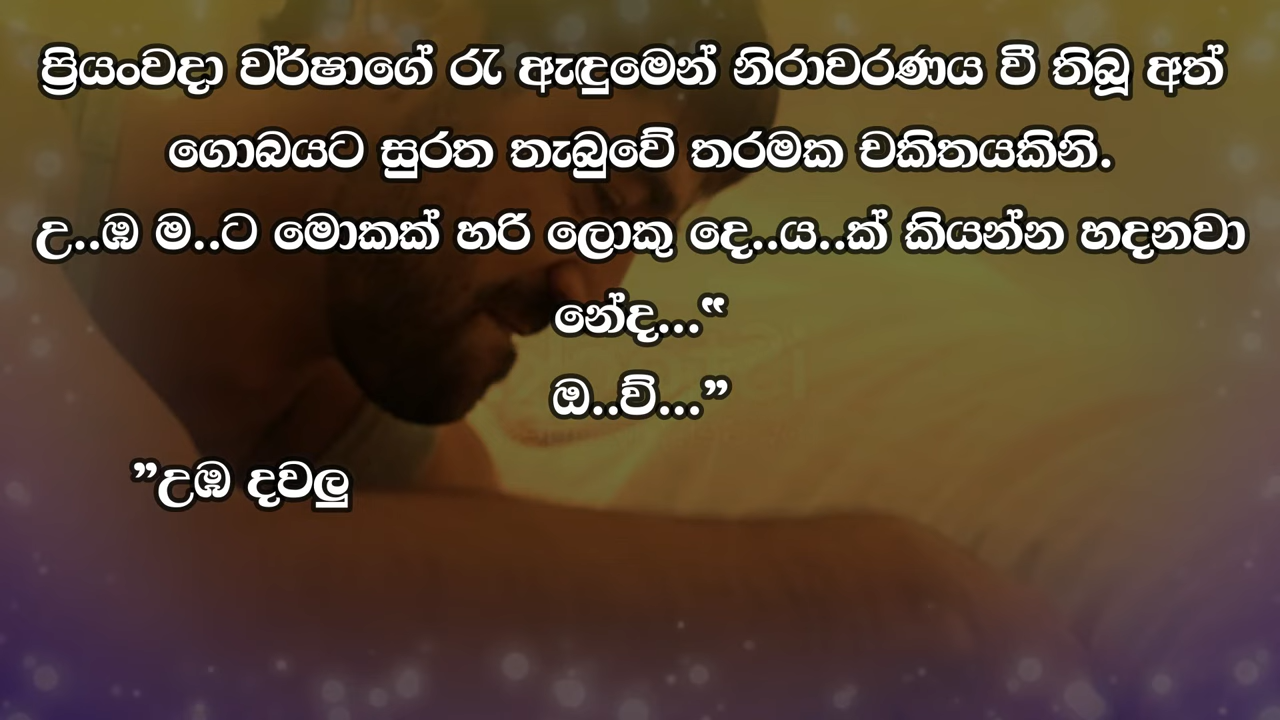 ප්‍රියංවදා වර්ෂාගේ රෑ ඇඳුමෙන් නිරාවරණය වී තිබූ අත්
ගොබයට සුරත තැබුවේ තරමක චකිතයකිනි.
උ..ඹ ම..ට මොකක් හරි ලොකු දෙ..ය..ක් කියන්න හදනවා
නේද...‟
ඔ..ව්...”
”උඹ දවල